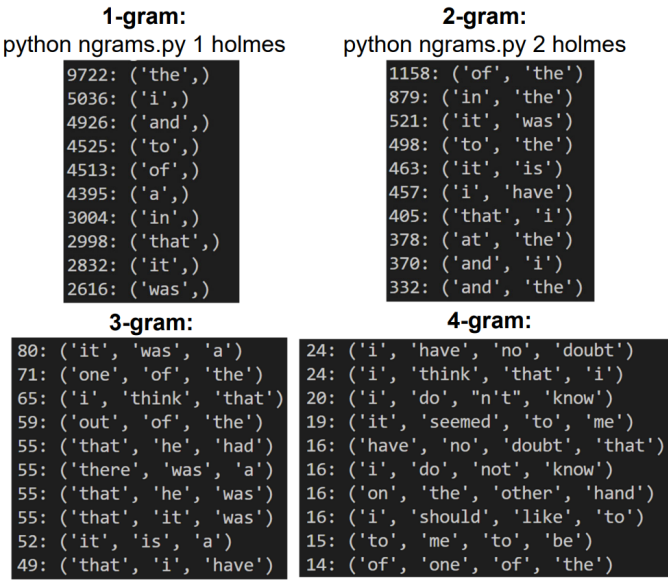 1-gram:
python ngrams.py 1 holmes
9722: ('the',)
5036: ('i',)
4926: ('and',)
4525: ('to',)
4513: ('of',)
4395: ('a',)
3004: ('in',)
2998: ('that',)
2832: ('it',)
2616: ('was',)
2-gram:
python ngrams.py 2 holmes
1158: ('of', 'the')
879: ('in', 'the')
521: ('it', 'was')
498: ('to', 'the')
463: ('it', 'is')
457: ('i', 'have')
405: ('that', 'i')
378: ('at', 'the')
370: ('and', 'i')
332: ('and', 'the')
3-gram:
80: ('it', 'was', 'a')
71: ('one', 'of', 'the')
65: ('i', 'think', 'that')
59: ('out', 'of', 'the')
55: ('that', 'he', 'had')
55: ('there', 'was', 'a')
55: ('that', 'he', 'was')
55: ('that', 'it', 'was')
52: ('it', 'is', 'a')
49: ('that', 'i', 'have')
4-gram:
24: ('i', 'have', 'no', 'doubt')
24: ('i', 'think', 'that', 'i')
20: ('i', 'do', "n't", 'know')
19: ('it', 'seemed', 'to', 'me')
16: ('have', 'no', 'doubt', 'that')
16: ('i', 'do', 'not', 'know')
16: ('on', 'the', 'other', 'hand')
16: ('i', 'should', 'like', 'to')
15: ('to', 'me', 'to', 'be')
14: ('of', 'one', 'of', 'the')